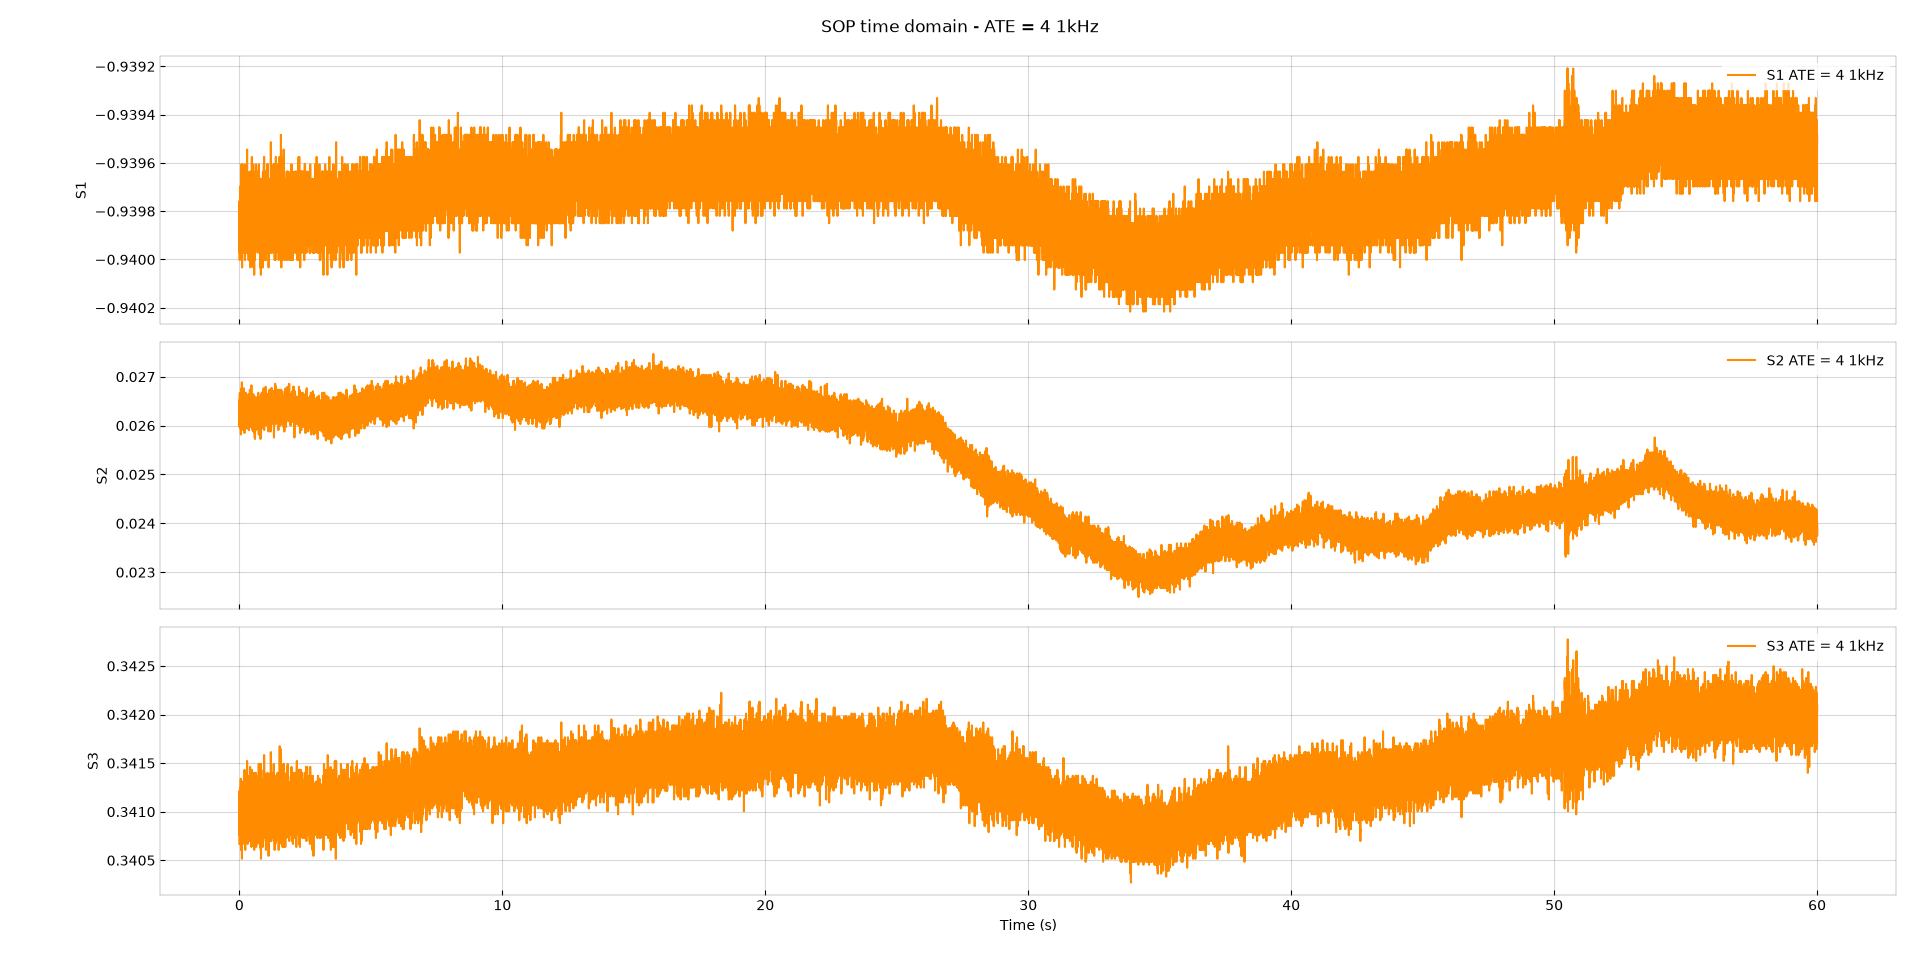 SOP time domain - ATE = 4 1kHz
−0.9392
−0.9394
−0.9396
−0.9398
−0.9400
−0.9402
S1
S1 ATE = 4 1kHz
0.027
0.026
0.025
0.024
0.023
S2
S2 ATE = 4 1kHz
0.3425
0.3420
0.3415
0.3410
0.3405
S3
S3 ATE = 4 1kHz
0 10 20 30 40 50 60
Time (s)